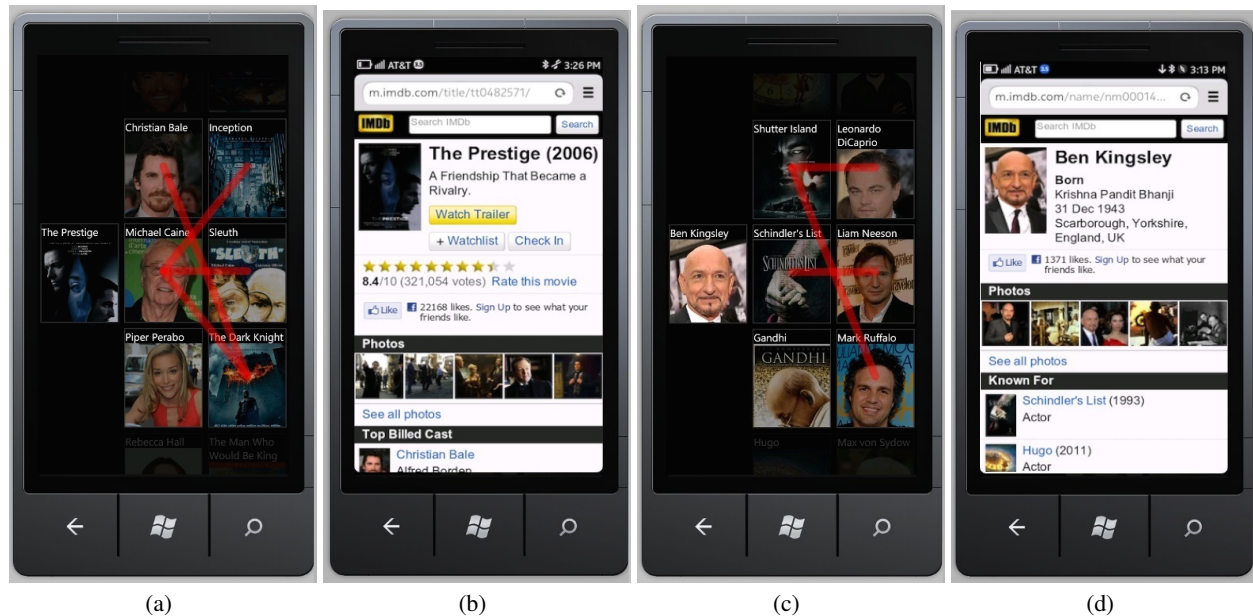 Christian Bale
Inception
The Prestige
Michael Caine
Sleuth
"SLEUTH"
Piper Perabo
The Dark Knight
Rebecca Hall
The Man Who
Would Be King
(a)
AT&T
3:26 PM
m.imdb.com/title/tt0482571/
IMDb
Search IMDb
Search
The Prestige (2006)
A Friendship That Became a
Rivalry.
Watch Trailer
+ Watchlist
Check In
8.4/10 (321,054 votes) Rate this movie
Like
22168 likes. Sign Up to see what your
friends like.
Photos
See all photos
Top Billed Cast
Christian Bale
Alfred Borden
(b)
Shutter Island
Leonardo
DiCaprio
Ben Kingsley
Schindler's List
Liam Neeson
SCHINDLER'S LIST
Gandhi
Mark Ruffalo
GANDHI
Hugo
Max von Sydow
(c)
AT&T
3:13 PM
m.imdb.com/name/nm00014...
IMDb
Search IMDb
Search
Ben Kingsley
Born
Krishna Pandit Bhanji
31 Dec 1943
Scarborough, Yorkshire,
England, UK
Like
1371 likes. Sign Up to see what your
friends like.
Photos
See all photos
Known For
Schindler's List (1993)
Actor
Hugo (2011)
Actor
(d)